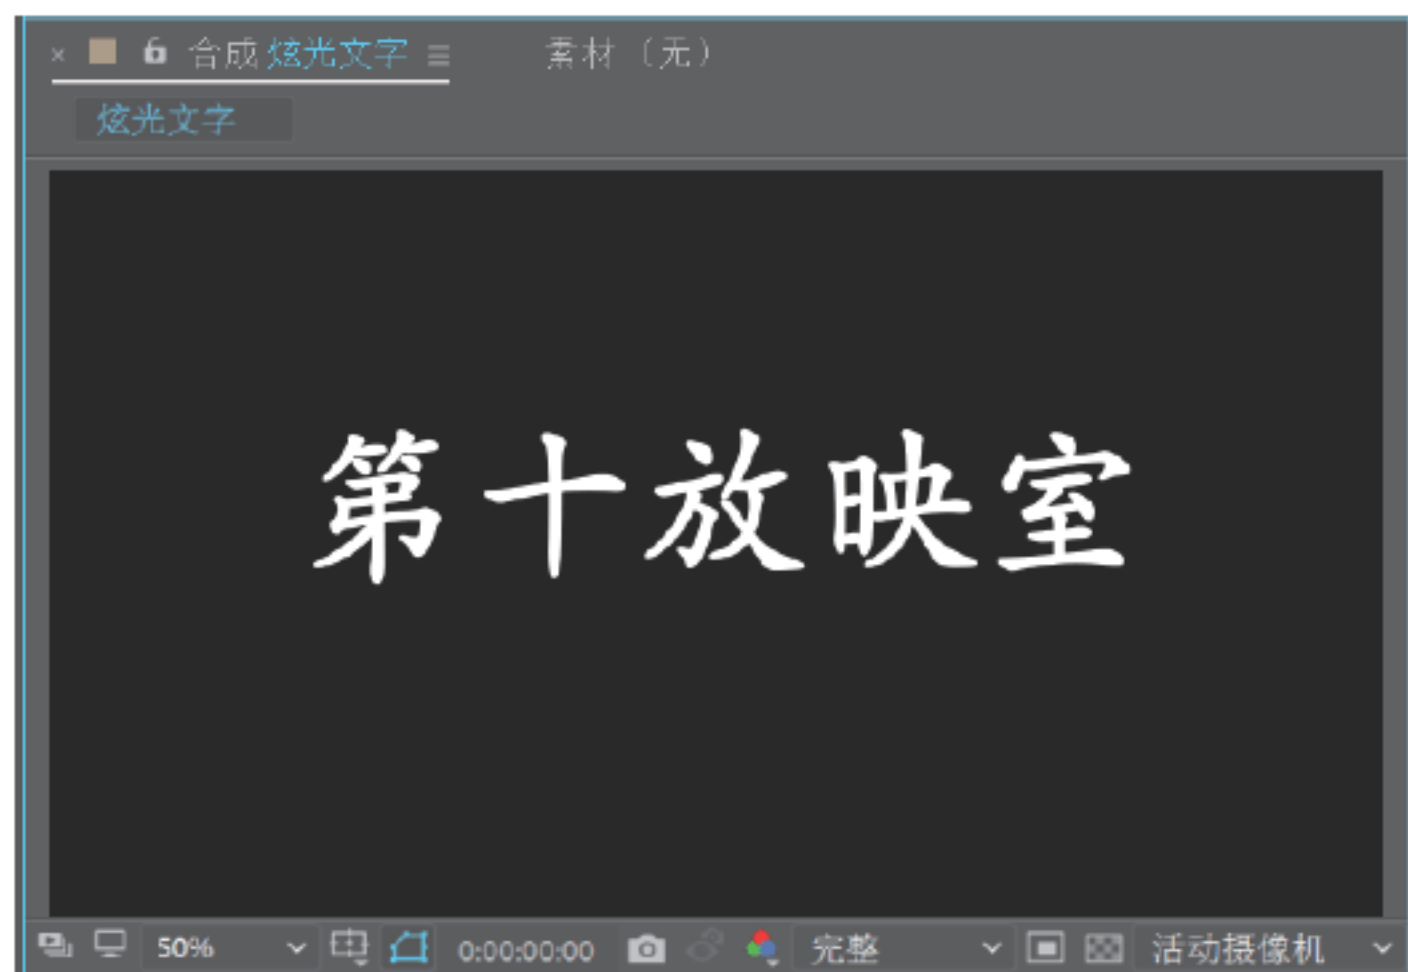 × 合成 炫光文字 ≡ 素材（无）
炫光文字
第十放映室
50% 0:00:00:00 完整 活动摄像机